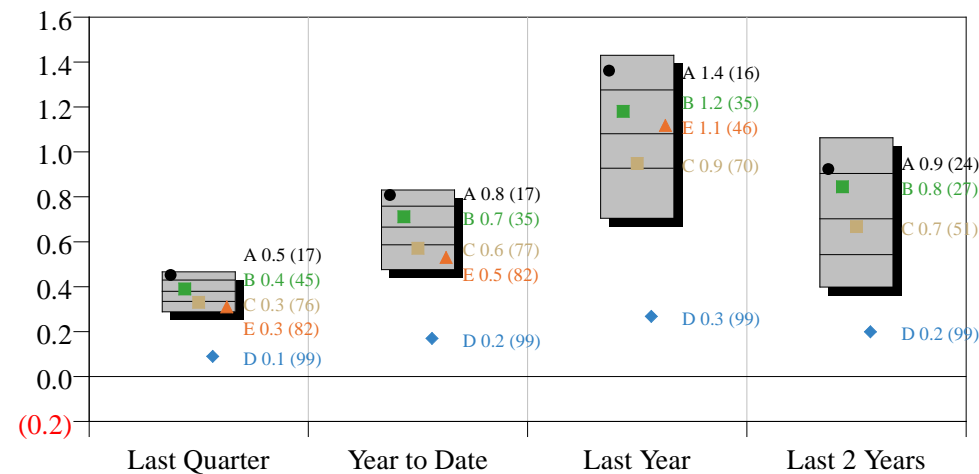 1.6
1.4
1.2
1.0
0.8
0.6
0.4
0.2
0.0
(0.2)
A 0.5 (17)
B 0.4 (45)
C 0.3 (76)
E 0.3 (82)
D 0.1 (99)
A 0.8 (17)
B 0.7 (35)
C 0.6 (77)
E 0.5 (82)
D 0.2 (99)
A 1.4 (16)
B 1.2 (35)
E 1.1 (46)
C 0.9 (70)
D 0.3 (99)
A 0.9 (24)
B 0.8 (27)
C 0.7 (51)
D 0.2 (99)
Last Quarter
Year to Date
Last Year
Last 2 Years